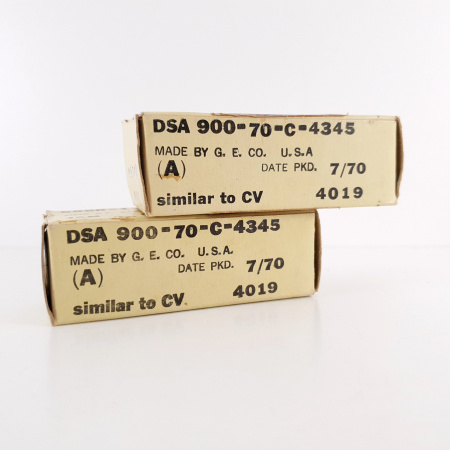 DSA 900-70-C-4345
MADE BY G. E. CO. U.S.A
(A) DATE PKD. 7/70
similar to CV 4019
DSA 900-70-C-4345
MADE BY G. E. CO. U.S.A.
(A) DATE PKD. 7/70
similar to CV. 4019